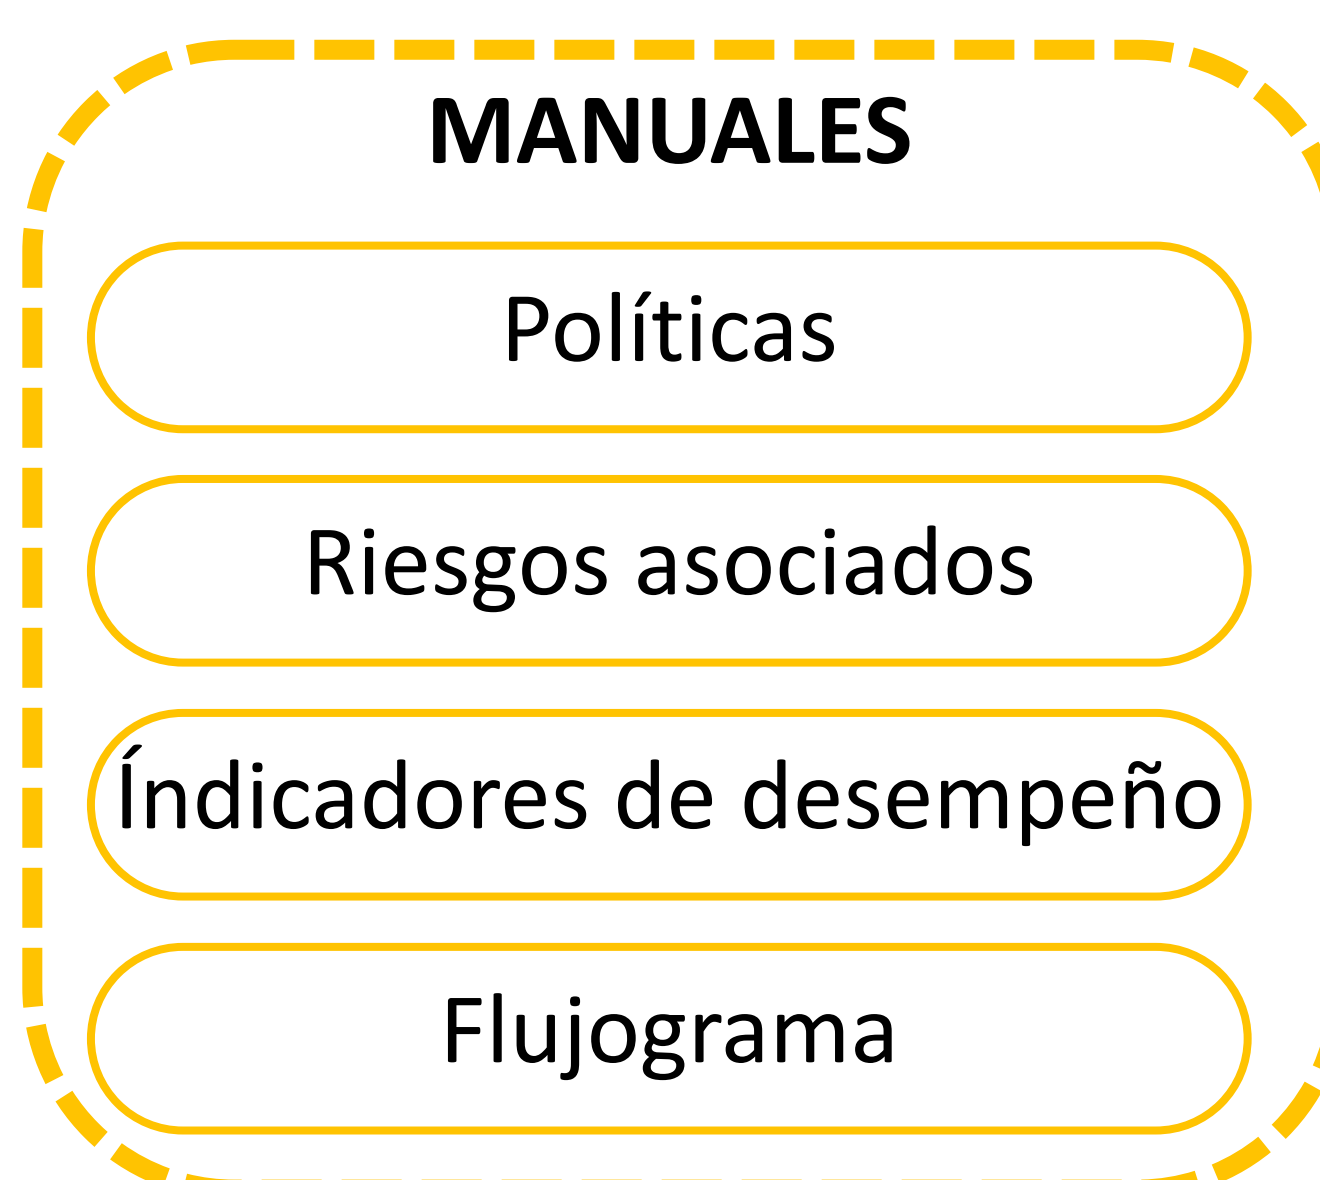 MANUALES
Políticas
Riesgos asociados
Índicadores de desempeño
Flujograma